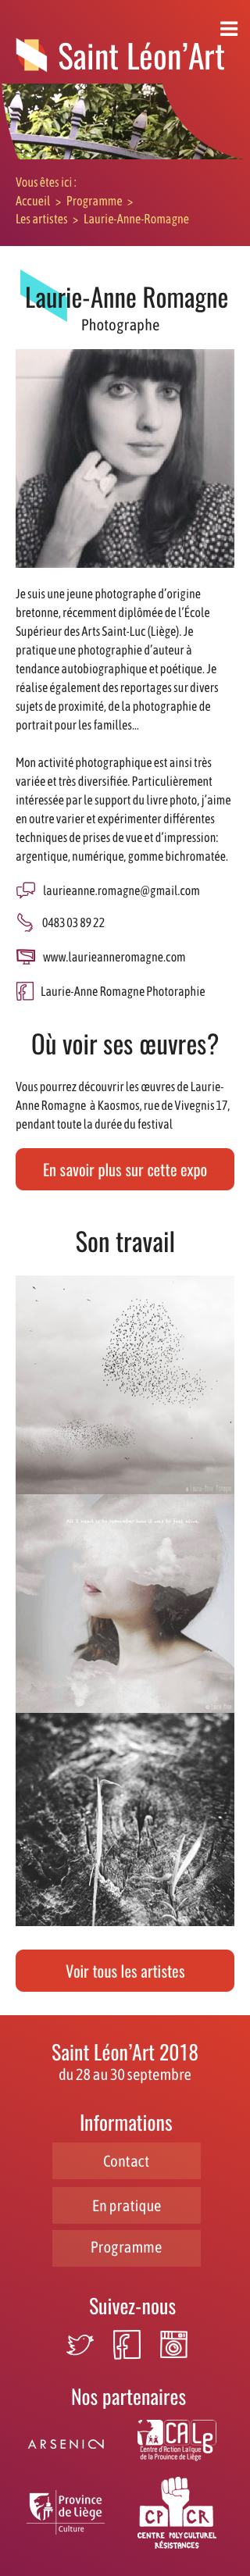 Saint Léon’Art
Vous êtes ici :
Accueil > Programme >
Les artistes > Laurie-Anne-Romagne
Laurie-Anne Romagne
Photographe
Je suis une jeune photographe d’origine
bretonne, récemment diplômée de l’École
Supérieur des Arts Saint-Luc (Liège). Je
pratique une photographie d’auteur à
tendance autobiographique et poétique. Je
réalise également des reportages sur divers
sujets de proximité, de la photographie de
portrait pour les familles...
Mon activité photographique est ainsi très
variée et très diversifiée. Particulièrement
intéressée par le support du livre photo, j’aime
en outre varier et expérimenter différentes
techniques de prises de vue et d’impression:
argentique, numérique, gomme bichromatée.
laurieanne.romagne@gmail.com
0483 03 89 22
www.laurieanneromagne.com
Laurie-Anne Romagne Photoraphie
Où voir ses œuvres?
Vous pourrez découvrir les œuvres de Laurie-
Anne Romagne à Kaosmos, rue de Vivegnis 17,
pendant toute la durée du festival
En savoir plus sur cette expo
Son travail
Voir tous les artistes
Saint Léon’Art 2018
du 28 au 30 septembre
Informations
Contact
En pratique
Programme
Suivez-nous
Nos partenaires
ARSENIC
CALg
Centre d’Action Laïque
de la Province de Liège
Province
de Liège
Culture
CPCR
CENTRE POLYCULTUREL
RÉSISTANCES